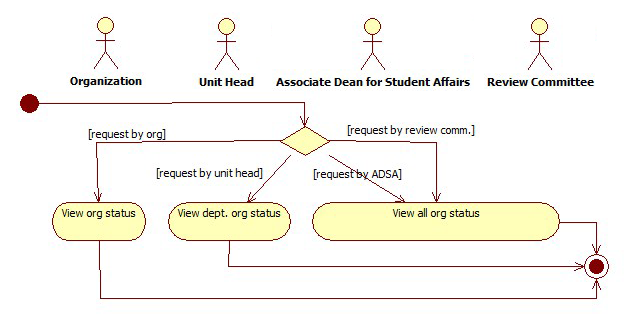 Organization
Unit Head
Associate Dean for Student Affairs
Review Committee
[request by org]
[request by review comm.]
[request by unit head]
[request by ADSA]
View org status
View dept. org status
View all org status